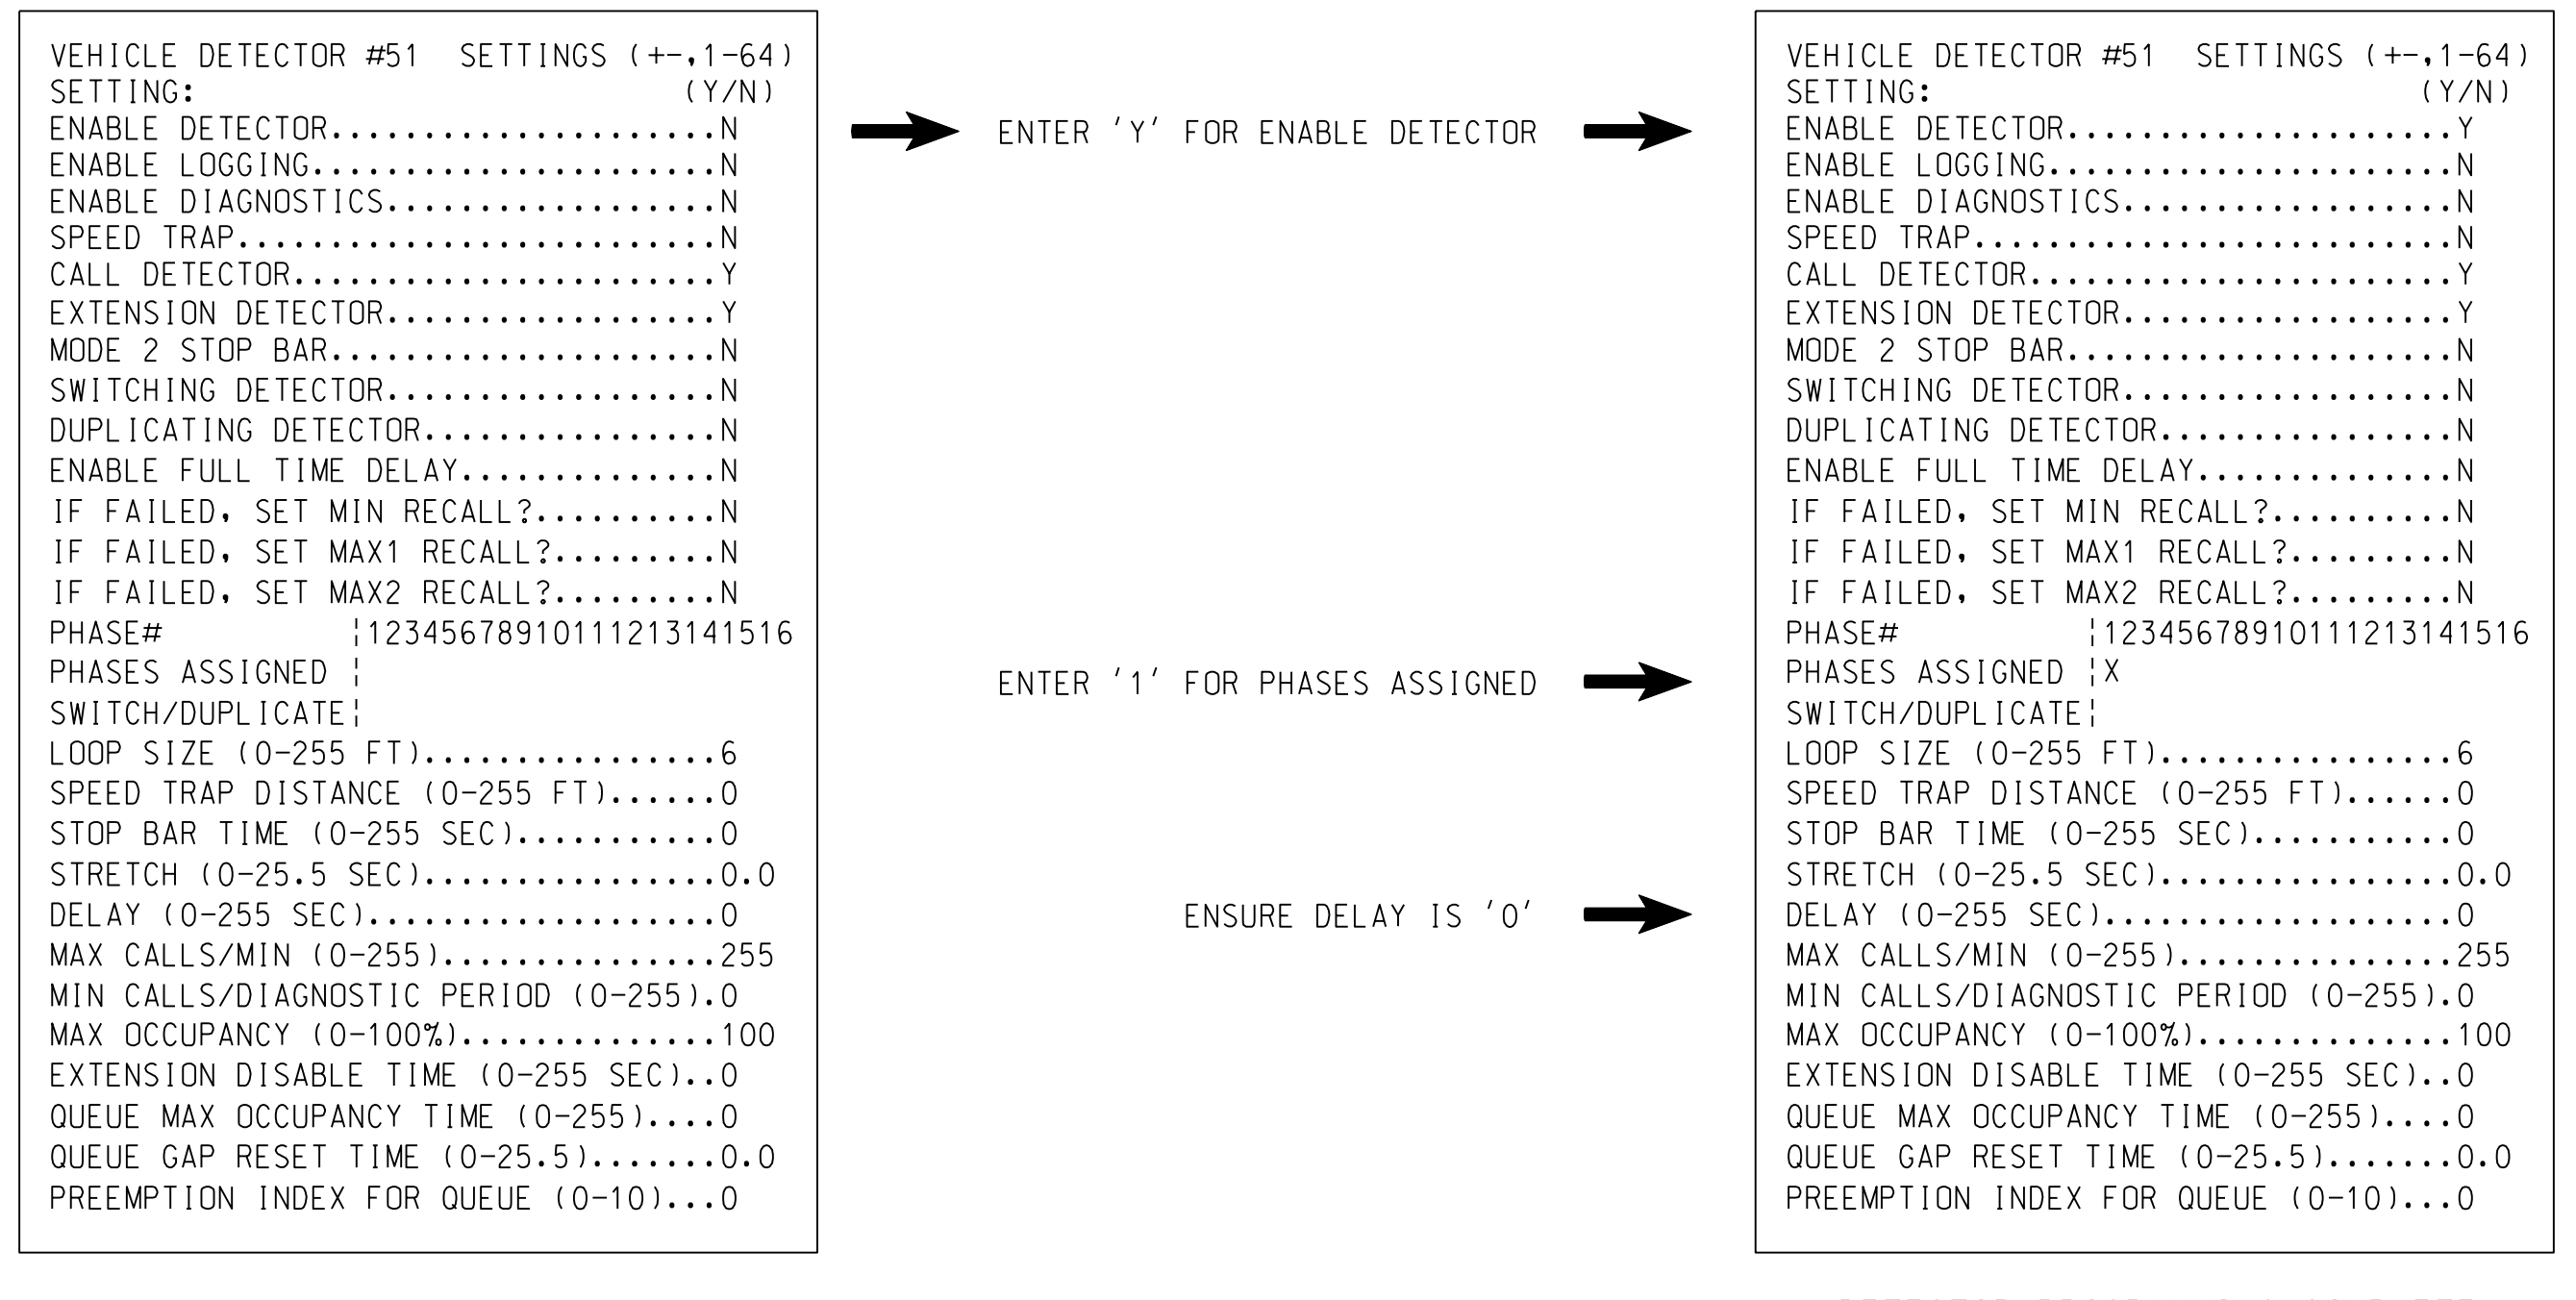 VEHICLE DETECTOR #51 SETTINGS (+-,1-64)
SETTING: (Y/N)
ENABLE DETECTOR.....................N
ENABLE LOGGING......................N
ENABLE DIAGNOSTICS..................N
SPEED TRAP..........................N
CALL DETECTOR.......................Y
EXTENSION DETECTOR..................Y
MODE 2 STOP BAR.....................N
SWITCHING DETECTOR..................N
DUPLICATING DETECTOR................N
ENABLE FULL TIME DELAY..............N
IF FAILED, SET MIN RECALL?..........N
IF FAILED, SET MAX1 RECALL?.........N
IF FAILED, SET MAX2 RECALL?.........N
PHASE# ¦12345678910111213141516
PHASES ASSIGNED ¦
SWITCH/DUPLICATE¦
LOOP SIZE (0-255 FT)................6
SPEED TRAP DISTANCE (0-255 FT)......0
STOP BAR TIME (0-255 SEC)...........0
STRETCH (0-25.5 SEC)................0.0
DELAY (0-255 SEC)...................0
MAX CALLS/MIN (0-255)...............255
MIN CALLS/DIAGNOSTIC PERIOD (0-255).0
MAX OCCUPANCY (0-100%)..............100
EXTENSION DISABLE TIME (0-255 SEC)..0
QUEUE MAX OCCUPANCY TIME (0-255)....0
QUEUE GAP RESET TIME (0-25.5).......0.0
PREEMPTION INDEX FOR QUEUE (0-10)...0
ENTER 'Y' FOR ENABLE DETECTOR
ENTER '1' FOR PHASES ASSIGNED
ENSURE DELAY IS '0'
VEHICLE DETECTOR #51 SETTINGS (+-,1-64)
SETTING: (Y/N)
ENABLE DETECTOR.....................Y
ENABLE LOGGING......................N
ENABLE DIAGNOSTICS..................N
SPEED TRAP..........................N
CALL DETECTOR.......................Y
EXTENSION DETECTOR..................Y
MODE 2 STOP BAR.....................N
SWITCHING DETECTOR..................N
DUPLICATING DETECTOR................N
ENABLE FULL TIME DELAY..............N
IF FAILED, SET MIN RECALL?..........N
IF FAILED, SET MAX1 RECALL?.........N
IF FAILED, SET MAX2 RECALL?.........N
PHASE# ¦12345678910111213141516
PHASES ASSIGNED ¦X
SWITCH/DUPLICATE¦
LOOP SIZE (0-255 FT)................6
SPEED TRAP DISTANCE (0-255 FT)......0
STOP BAR TIME (0-255 SEC)...........0
STRETCH (0-25.5 SEC)................0.0
DELAY (0-255 SEC)...................0
MAX CALLS/MIN (0-255)...............255
MIN CALLS/DIAGNOSTIC PERIOD (0-255).0
MAX OCCUPANCY (0-100%)..............100
EXTENSION DISABLE TIME (0-255 SEC)..0
QUEUE MAX OCCUPANCY TIME (0-255)....0
QUEUE GAP RESET TIME (0-25.5).......0.0
PREEMPTION INDEX FOR QUEUE (0-10)...0